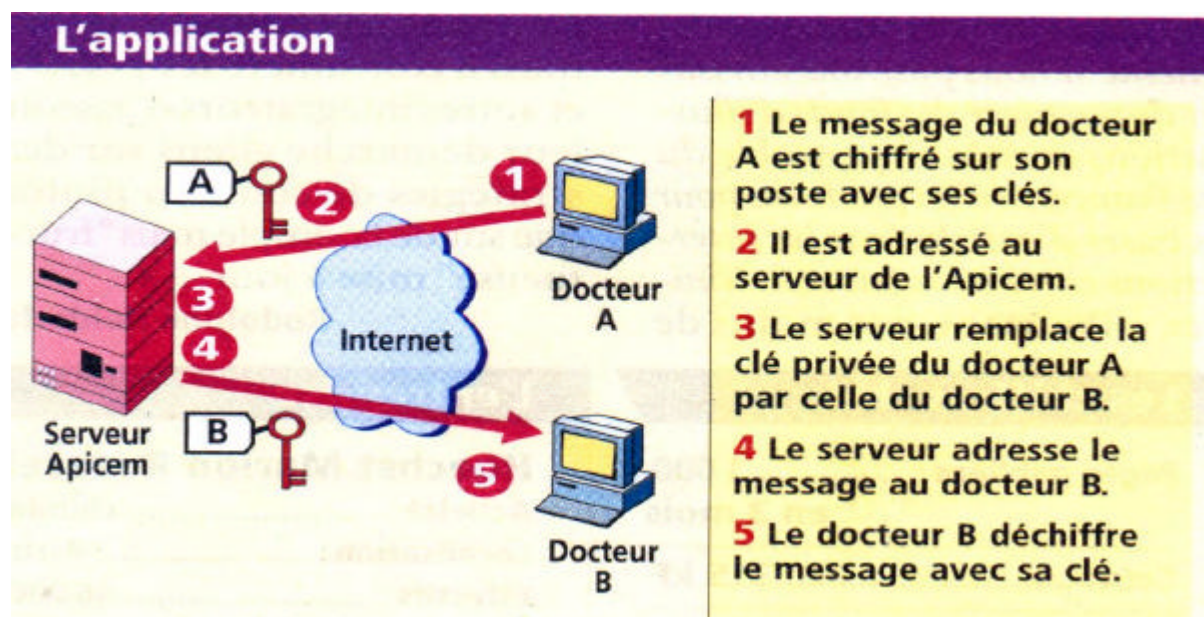 L'application
A
1
2
Docteur
A
3
Internet
4
B
Serveur
Apicem
5
Docteur
B
1 Le message du docteur
A est chiffré sur son
poste avec ses clés.
2 Il est adressé au
serveur de l'Apicem.
3 Le serveur remplace la
clé privée du docteur A
par celle du docteur B.
4 Le serveur adresse le
message au docteur B.
5 Le docteur B déchiffre
le message avec sa clé.